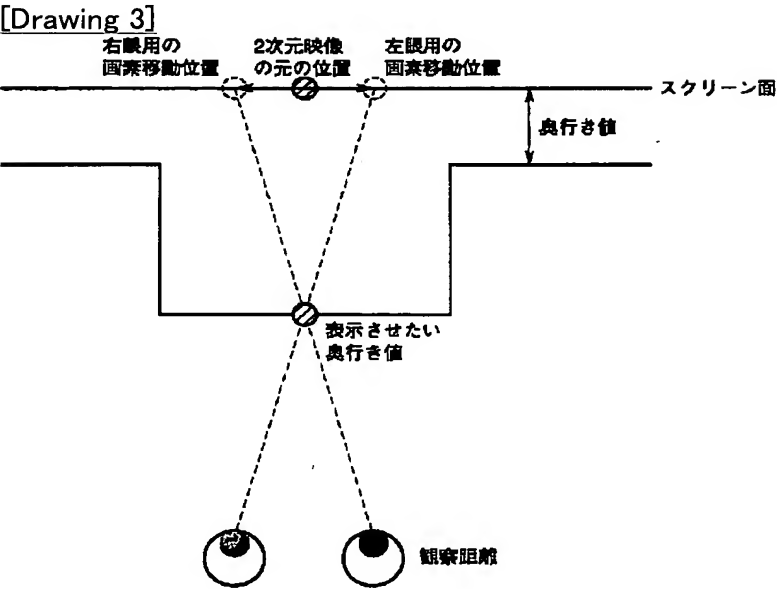 [Drawing 3]
右眼用の
画素移動位置
2次元映像
の元の位置
左眼用の
画素移動位置
スクリーン面
奥行き値
表示させたい
奥行き値
観察距離